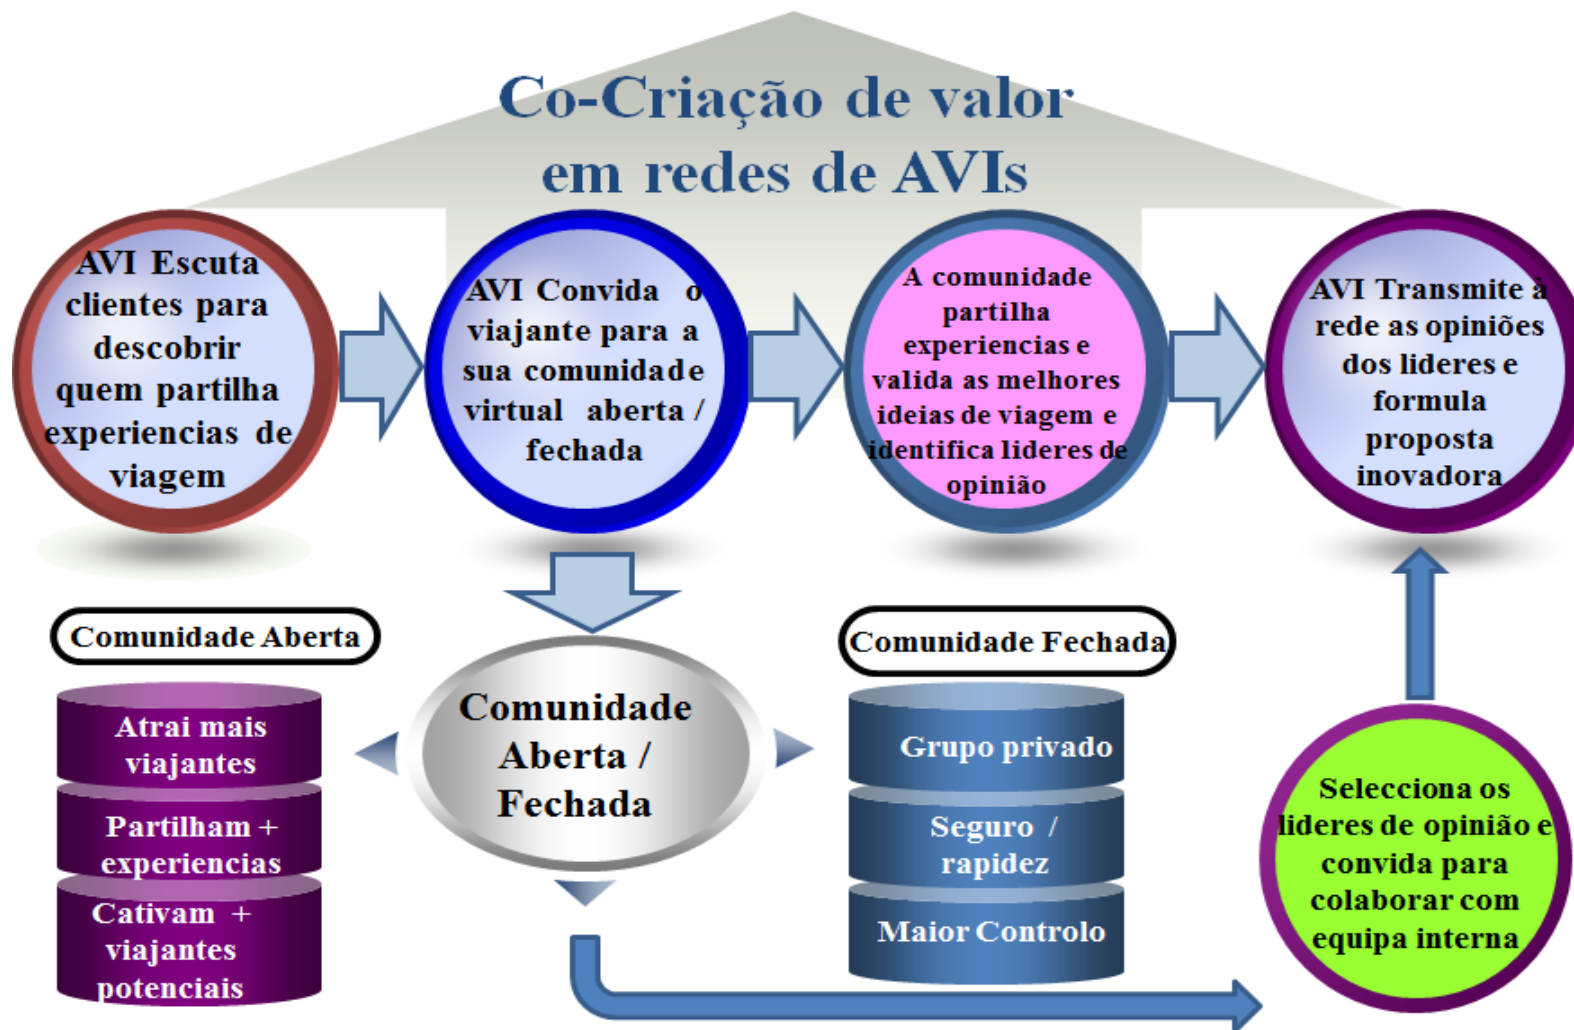 Co-Criação de valor
em redes de AVIs
AVI Escuta
clientes para
descobrir
quem partilha
experiencias de
viagem
AVI Convida o
viajante para a
sua comunidade
virtual aberta /
fechada
A comunidade
partilha
experiencias e
valida as melhores
ideias de viagem e
identifica lideres de
opinião
AVI Transmite à
rede as opiniões
dos lideres e
formula
proposta
inovadora
Comunidade Aberta
Atrai mais
viajantes
Partilham +
experiencias
Cativam +
viajantes
potenciais
Comunidade
Aberta /
Fechada
Comunidade Fechada
Grupo privado
Seguro /
rapidez
Maior Controlo
Selecciona os
lideres de opinião e
convida para
colaborar com
equipa interna